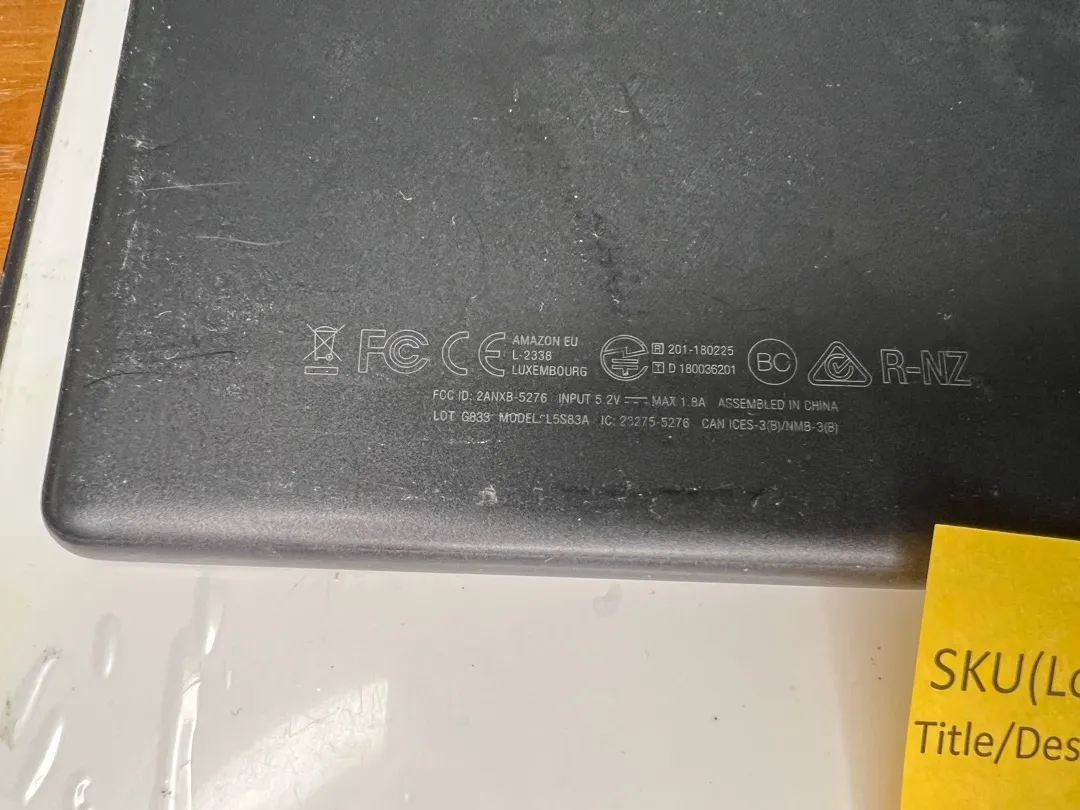 FC CE AMAZON EU
L-2338
LUXEMBOURG
R 201-180225
T D 180036201
BC
R-NZ
FCC ID: 2ANXB-5276 INPUT 5.2V ⎓ MAX 1.8A ASSEMBLED IN CHINA
LOT G833 MODEL: L5S83A IC: 23275-5276 CAN ICES-3(B)/NMB-3(B)
SKU(Lo
Title/Des